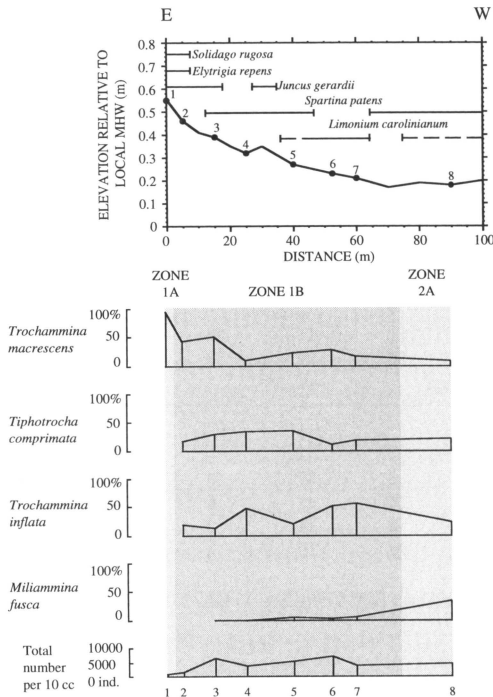 E W
0.8
Solidago rugosa
0.7
Elytrigia repens
0.6
Juncus gerardii
1
Spartina patens
0.5
2
Limonium carolinianum
0.4
3
4
0.3
5
6
7
8
0.2
0.1
0
ELEVATION RELATIVE TO
LOCAL MHW (m)
0 20 40 60 80 100
DISTANCE (m)
ZONE
1A
ZONE 1B
ZONE
2A
Trochammina
macrescens
100%
50
0
Tiphotrocha
comprimata
100%
50
0
Trochammina
inflata
100%
50
0
Miliammina
fusca
100%
50
0
Total
number
per 10 cc
10000
5000
0 ind.
1 2 3 4 5 6 7 8